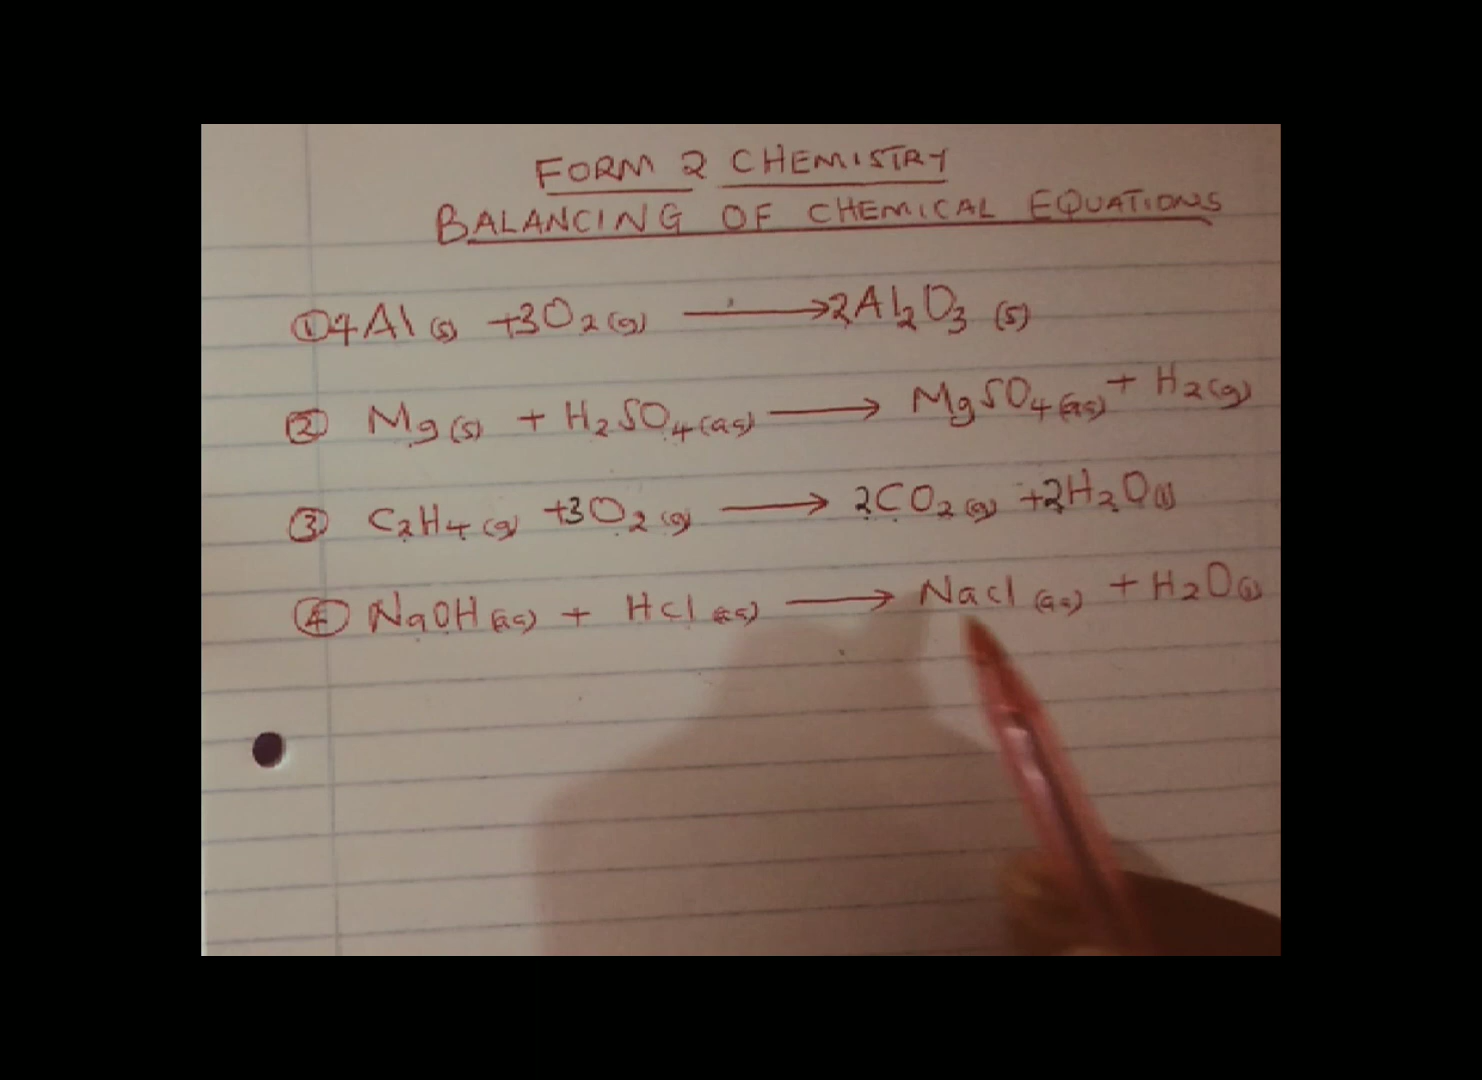 FORM 2 CHEMISTRY
BALANCING OF CHEMICAL EQUATIONS
① 4Al(s) + 3O₂(g) ⟶ 2Al₂O₃(s)
② Mg(s) + H₂SO₄(aq) ⟶ MgSO₄(aq) + H₂(g)
③ C₂H₄(g) + 3O₂(g) ⟶ 2CO₂(g) + 2H₂O(l)
④ NaOH(aq) + HCl(aq) ⟶ NaCl(aq) + H₂O(l)